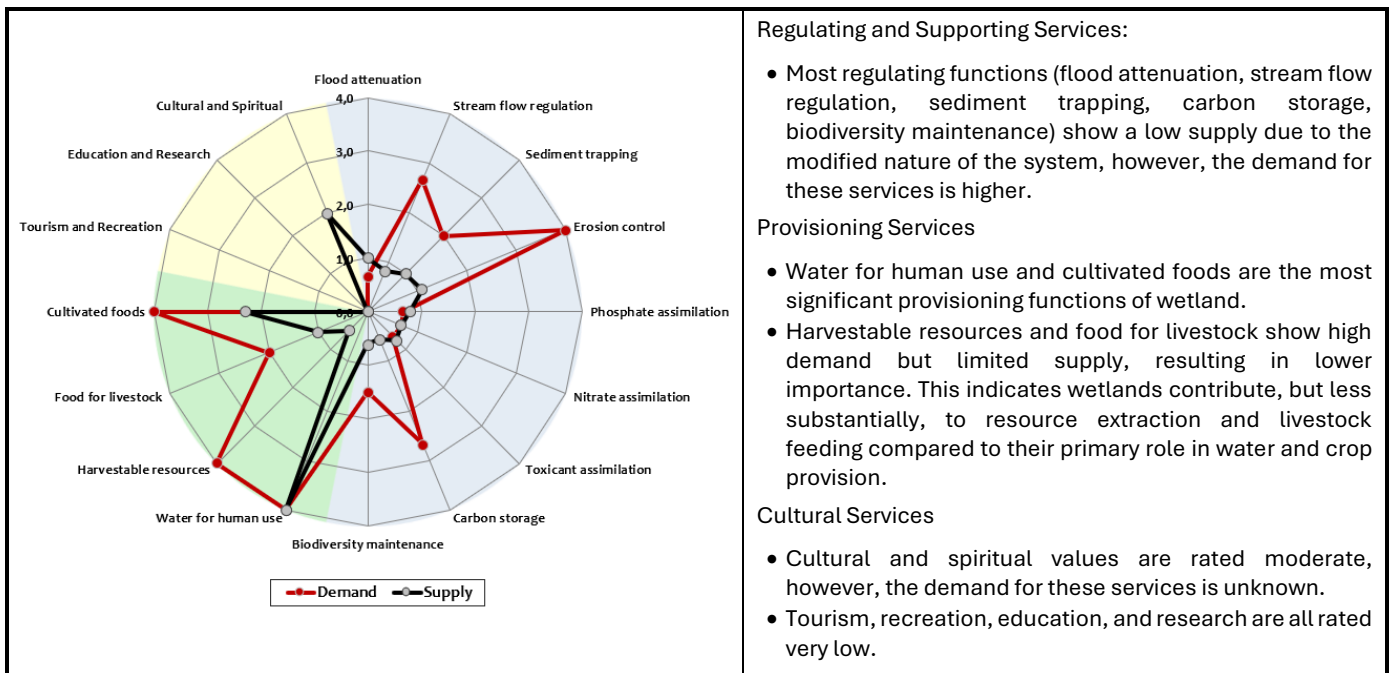 Flood attenuation
Cultural and Spiritual
4,0
Stream flow regulation
Education and Research
3,0
Sediment trapping
Tourism and Recreation
2,0
Erosion control
1,0
Cultivated foods
0,0
Phosphate assimilation
Food for livestock
Nitrate assimilation
Harvestable resources
Toxicant assimilation
Water for human use
Carbon storage
Biodiversity maintenance
Demand Supply
Regulating and Supporting Services:
• Most regulating functions (flood attenuation, stream flow
regulation, sediment trapping, carbon storage,
biodiversity maintenance) show a low supply due to the
modified nature of the system, however, the demand for
these services is higher.
Provisioning Services
• Water for human use and cultivated foods are the most
significant provisioning functions of wetland.
• Harvestable resources and food for livestock show high
demand but limited supply, resulting in lower
importance. This indicates wetlands contribute, but less
substantially, to resource extraction and livestock
feeding compared to their primary role in water and crop
provision.
Cultural Services
• Cultural and spiritual values are rated moderate,
however, the demand for these services is unknown.
• Tourism, recreation, education, and research are all rated
very low.